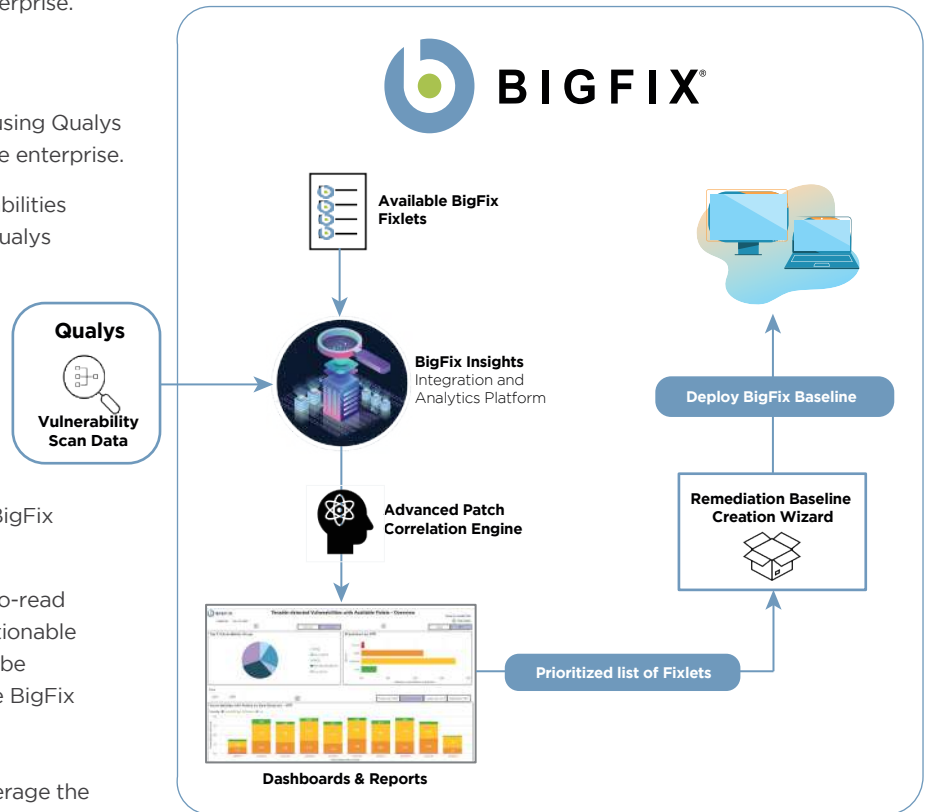 erprise.
using Qualys
e enterprise.
bilities
ualys
BigFix
o-read
tionable
be
e BigFix
erage the
BIGFIX®
Available BigFix
Fixlets
Qualys
Vulnerability
Scan Data
BigFix Insights
Integration and
Analytics Platform
Advanced Patch
Correlation Engine
Dashboards & Reports
Prioritized list of Fixlets
Remediation Baseline
Creation Wizard
Deploy BigFix Baseline